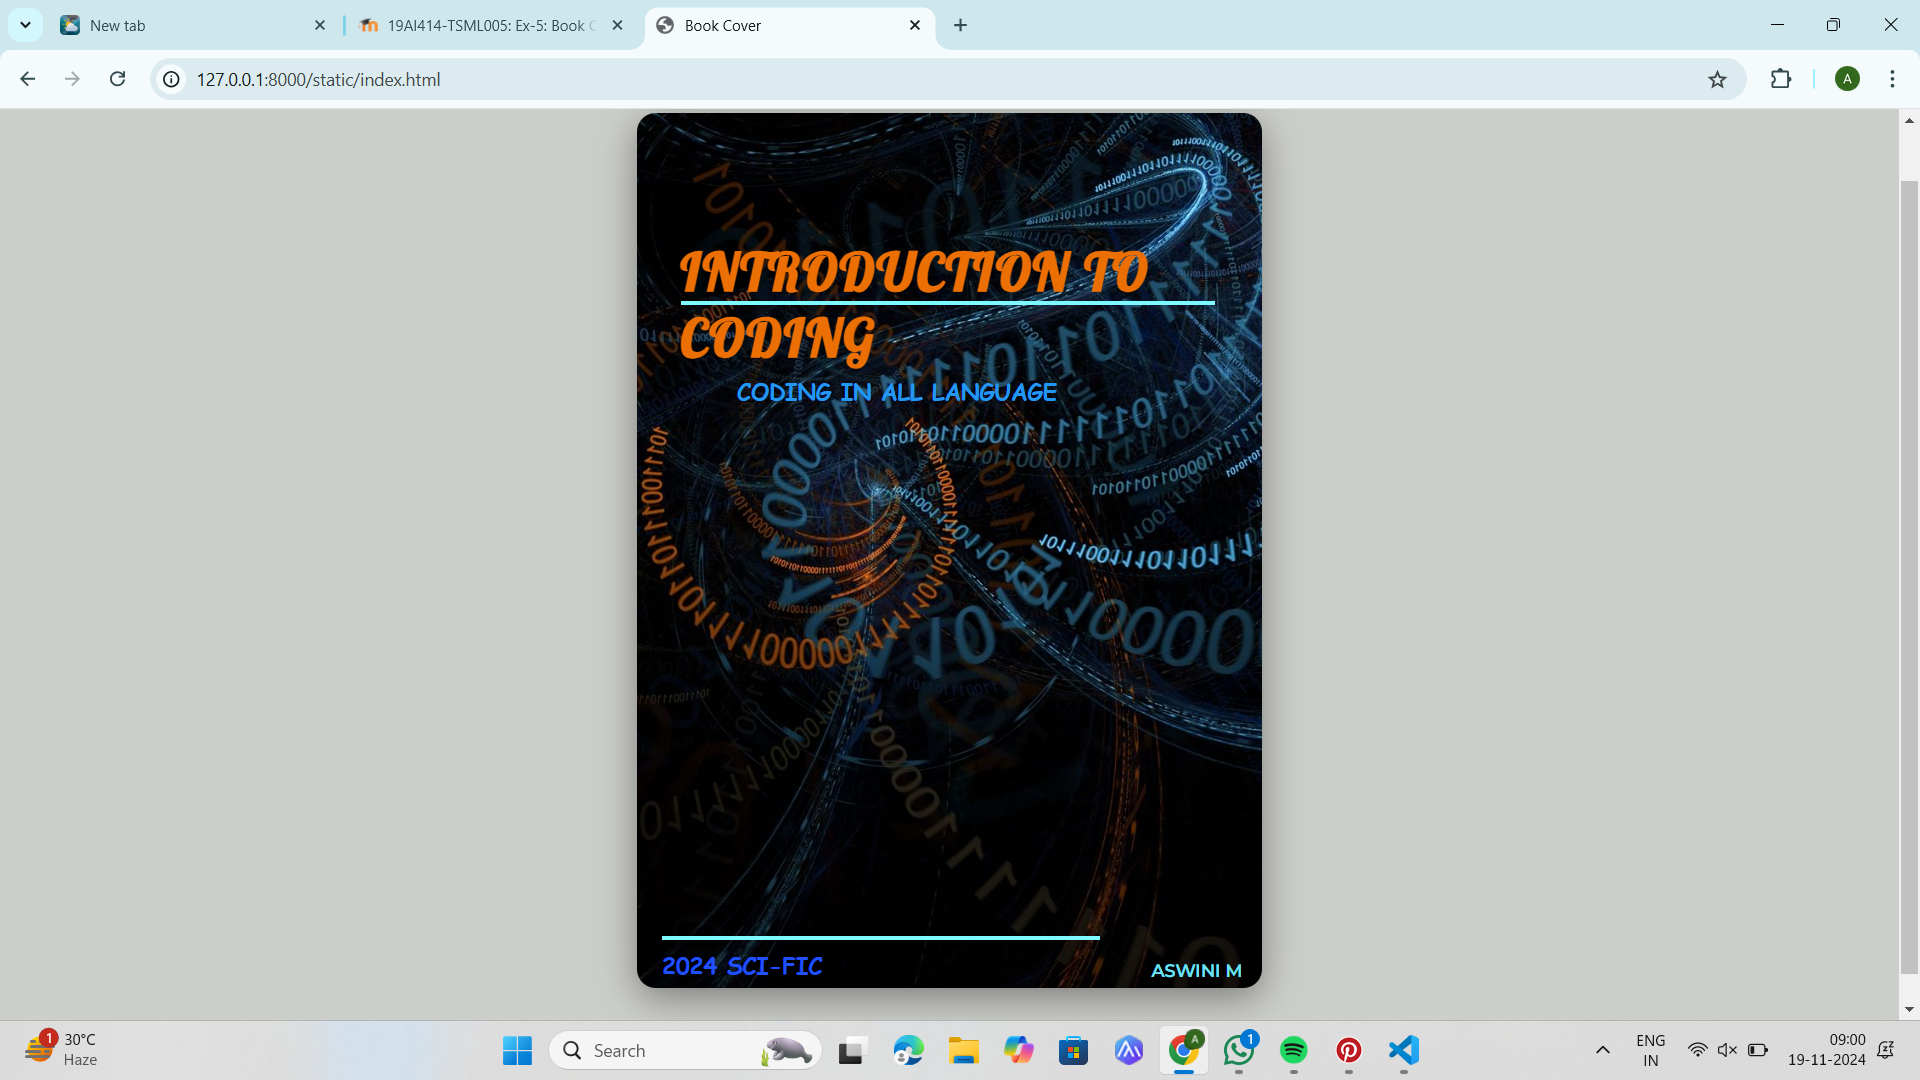 New tab
19AI414-TSML005: Ex-5: Book C
Book Cover
127.0.0.1:8000/static/index.html
A
INTRODUCTION TO
CODING
CODING IN ALL LANGUAGE
2024 SCI-FIC
ASWINI M
1
30°C
Haze
Search
A
1
ENG
IN
09:00
19-11-2024